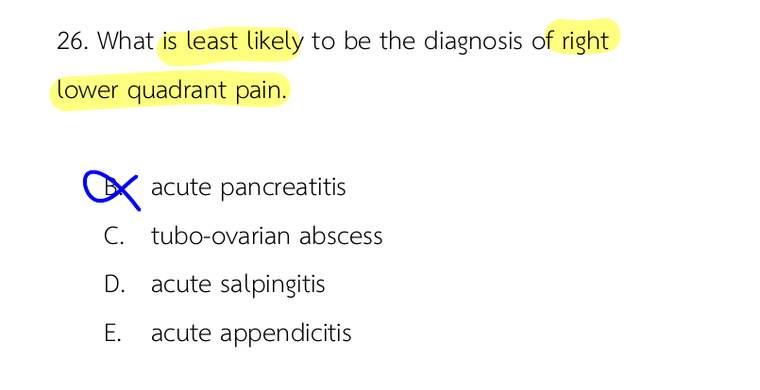 26. What is least likely to be the diagnosis of right
lower quadrant pain.
B. acute pancreatitis
C. tubo-ovarian abscess
D. acute salpingitis
E. acute appendicitis